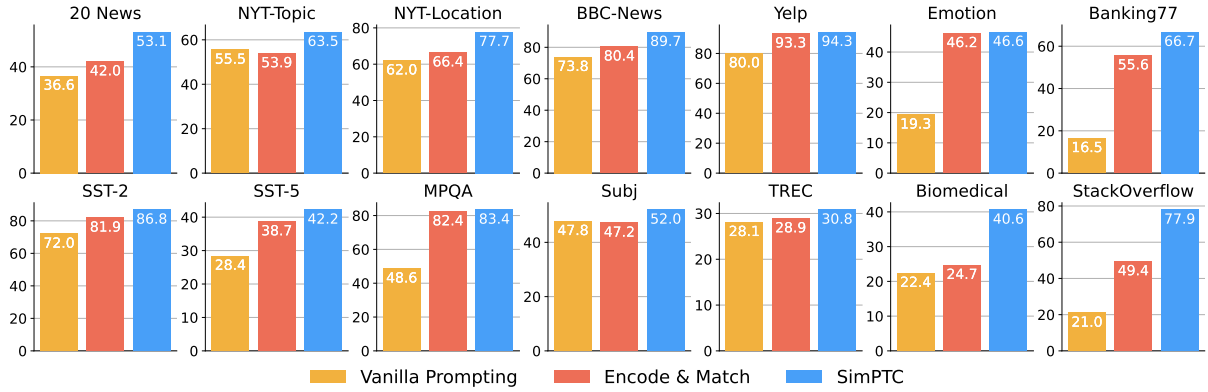 20 News NYT-Topic NYT-Location BBC-News Yelp Emotion Banking77
0 20 40 36.6 42.0 53.1
0 20 40 60 55.5 53.9 63.5
0 20 40 60 80 62.0 66.4 77.7
0 20 40 60 80 73.8 80.4 89.7
0 20 40 60 80 80.0 93.3 94.3
0 10 20 30 40 19.3 46.2 46.6
0 20 40 60 16.5 55.6 66.7
SST-2 SST-5 MPQA Subj TREC Biomedical StackOverflow
0 20 40 60 80 72.0 81.9 86.8
0 10 20 30 40 28.4 38.7 42.2
0 20 40 60 80 48.6 82.4 83.4
0 20 40 47.8 47.2 52.0
0 10 20 30 28.1 28.9 30.8
0 10 20 30 40 22.4 24.7 40.6
0 20 40 60 80 21.0 49.4 77.9
Vanilla Prompting Encode & Match SimPTC